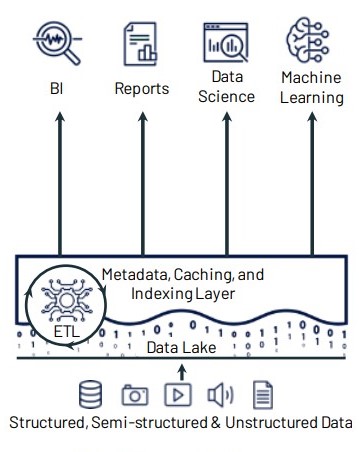 BI
Reports
Data
Science
Machine
Learning
Metadata, Caching, and
Indexing Layer
ETL
Data Lake
Structured, Semi-structured & Unstructured Data